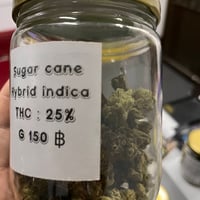 Sugar cane
Hybrid indica
THC : 25%
G 150 ฿